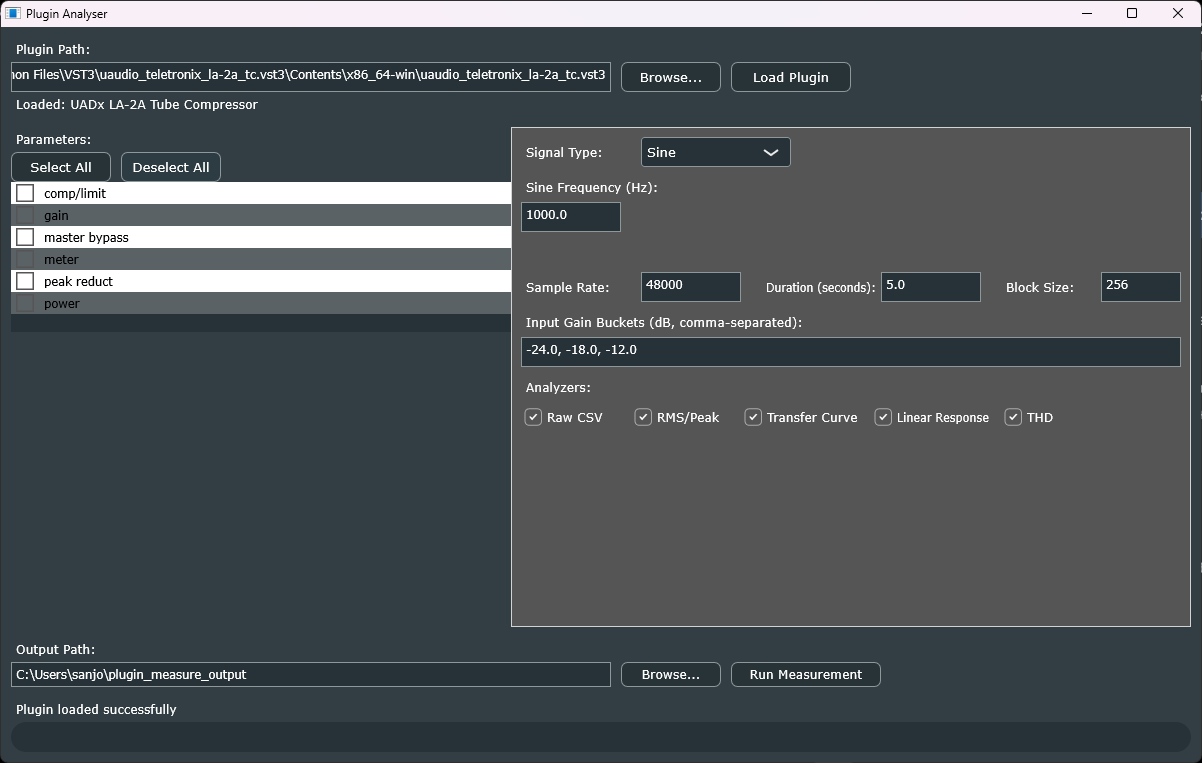 Plugin Analyser
Plugin Path:
non Files\VST3\uaudio_teletronix_la-2a_tc.vst3\Contents\x86_64-win\uaudio_teletronix_la-2a_tc.vst3
Browse...
Load Plugin
Loaded: UADx LA-2A Tube Compressor
Parameters:
Select All
Deselect All
comp/limit
gain
master bypass
meter
peak reduct
power
Signal Type:
Sine
Sine Frequency (Hz):
1000.0
Sample Rate:
48000
Duration (seconds):
5.0
Block Size:
256
Input Gain Buckets (dB, comma-separated):
-24.0, -18.0, -12.0
Analyzers:
Raw CSV
RMS/Peak
Transfer Curve
Linear Response
THD
Output Path:
C:\Users\sanjo\plugin_measure_output
Browse...
Run Measurement
Plugin loaded successfully